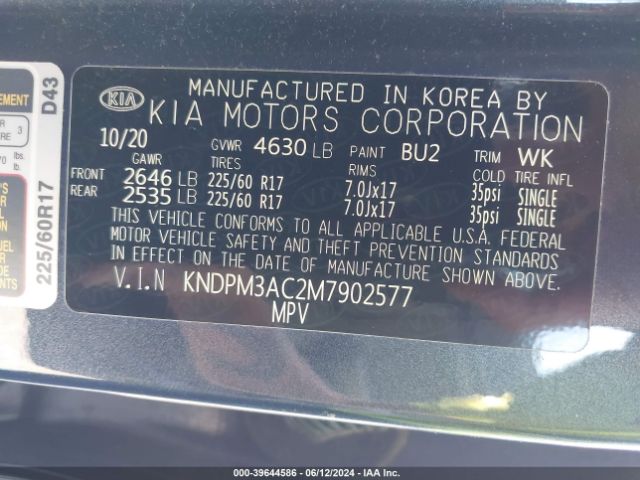 MANUFACTURED IN KOREA BY
KIA KIA MOTORS CORPORATION
10/20 GVWR 4630 LB PAINT BU2 TRIM WK
GAWR TIRES RIMS COLD TIRE INFL
FRONT 2646 LB 225/60 R17 7.0Jx17 35psi SINGLE
REAR 2535 LB 225/60 R17 7.0Jx17 35psi SINGLE
THIS VEHICLE CONFORMS TO ALL APPLICABLE U.S. FEDERAL
MOTOR VEHICLE SAFETY AND THEFT PREVENTION STANDARDS
IN EFFECT ON THE DATE OF MANUFACTURE SHOWN ABOVE.
V.I.N KNDPM3AC2M7902577
MPV
D43
225/60R17
3
lbs.
lb.
000-39644586 - 06/12/2024 - IAA INC.